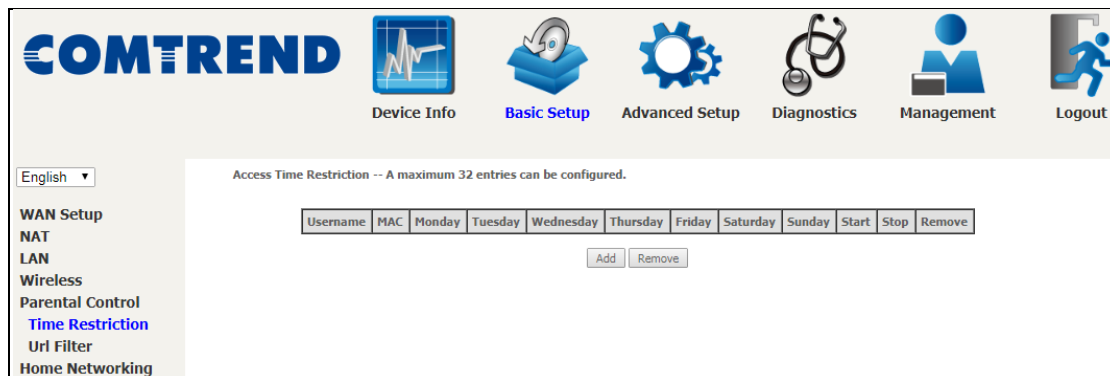 COMTREND
Device Info
Basic Setup
Advanced Setup
Diagnostics
Management
Logout
English
Access Time Restriction -- A maximum 32 entries can be configured.
WAN Setup
NAT
LAN
Wireless
Parental Control
Time Restriction
Url Filter
Home Networking
Username MAC Monday Tuesday Wednesday Thursday Friday Saturday Sunday Start Stop Remove
Add Remove